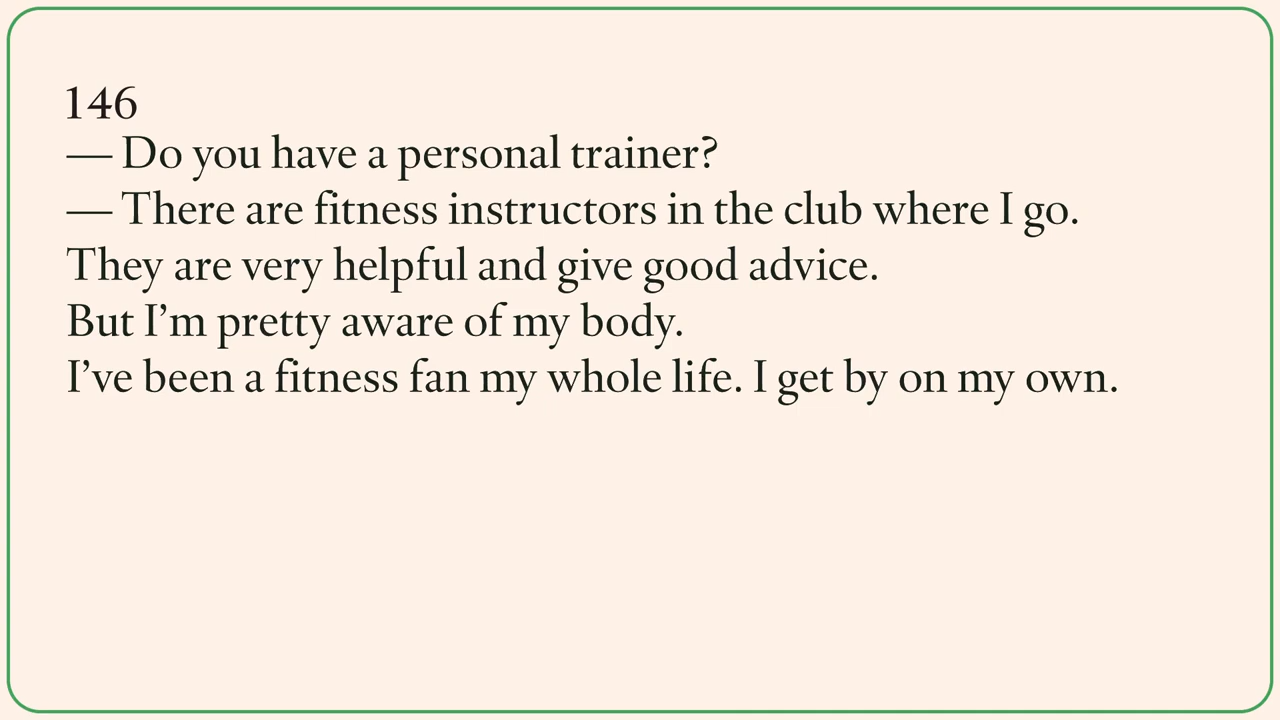 146
— Do you have a personal trainer?
— There are fitness instructors in the club where I go.
They are very helpful and give good advice.
But I’m pretty aware of my body.
I’ve been a fitness fan my whole life. I get by on my own.